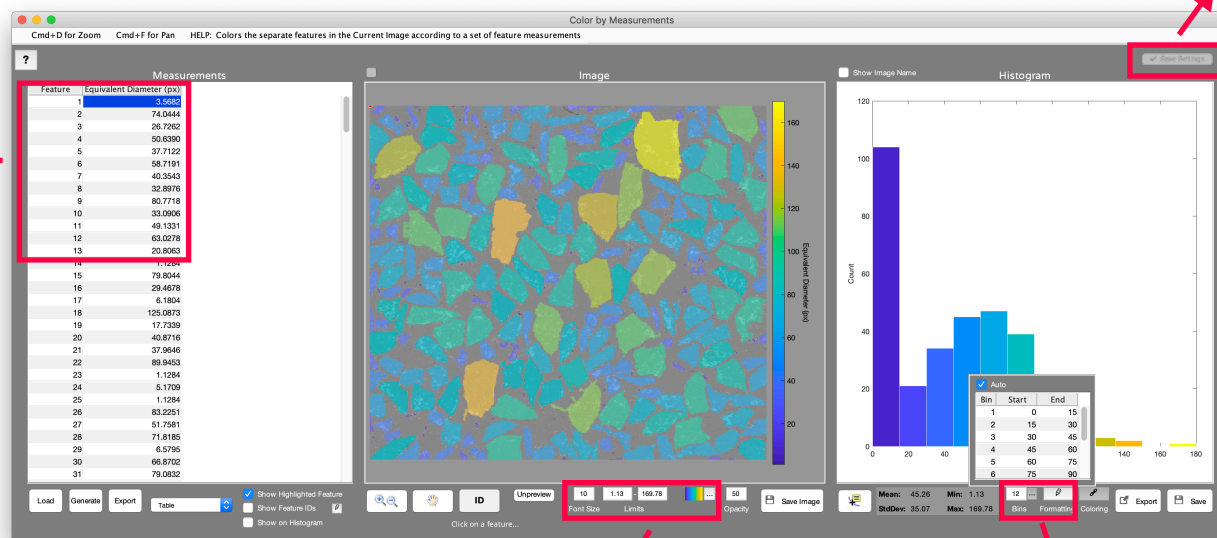 Color by Measurements
Cmd+D for Zoom Cmd+F for Pan HELP: Colors the separate features in the Current Image according to a set of feature measurements
?
✔ Save Settings
Measurements
Feature Equivalent Diameter (px)
1 3.5682
2 74.0444
3 26.7262
4 50.6390
5 37.7122
6 58.7191
7 40.3543
8 32.8976
9 80.7718
10 33.0906
11 49.1331
12 63.0278
13 20.8063
14 1.1284
15 79.8044
16 29.4678
17 6.1804
18 125.0873
19 17.7339
20 40.8716
21 37.9646
22 89.9453
23 1.1284
24 5.1709
25 1.1284
26 83.2251
27 51.7581
28 71.8185
29 6.5795
30 66.8702
31 79.0832
Load Generate Export Table
Show Highlighted Feature
Show Feature IDs
Show on Histogram
Image
160
140
120
100
80
60
40
20
Equivalent Diameter (px)
ID
Unpreview
10 1.13 - 169.78 ... 50
Font Size Limits Opacity
Save Image
Click on a feature...
Show Image Name
Histogram
120
100
80
60
40
20
0
Count
0 20 40 140 160 180
Auto
Bin Start End
1 0 15
2 15 30
3 30 45
4 45 60
5 60 75
6 75 90
Mean: 45.26 Min: 1.13
StdDev: 35.07 Max: 169.78
12 ...
Bins Formatting Coloring
Export
Save